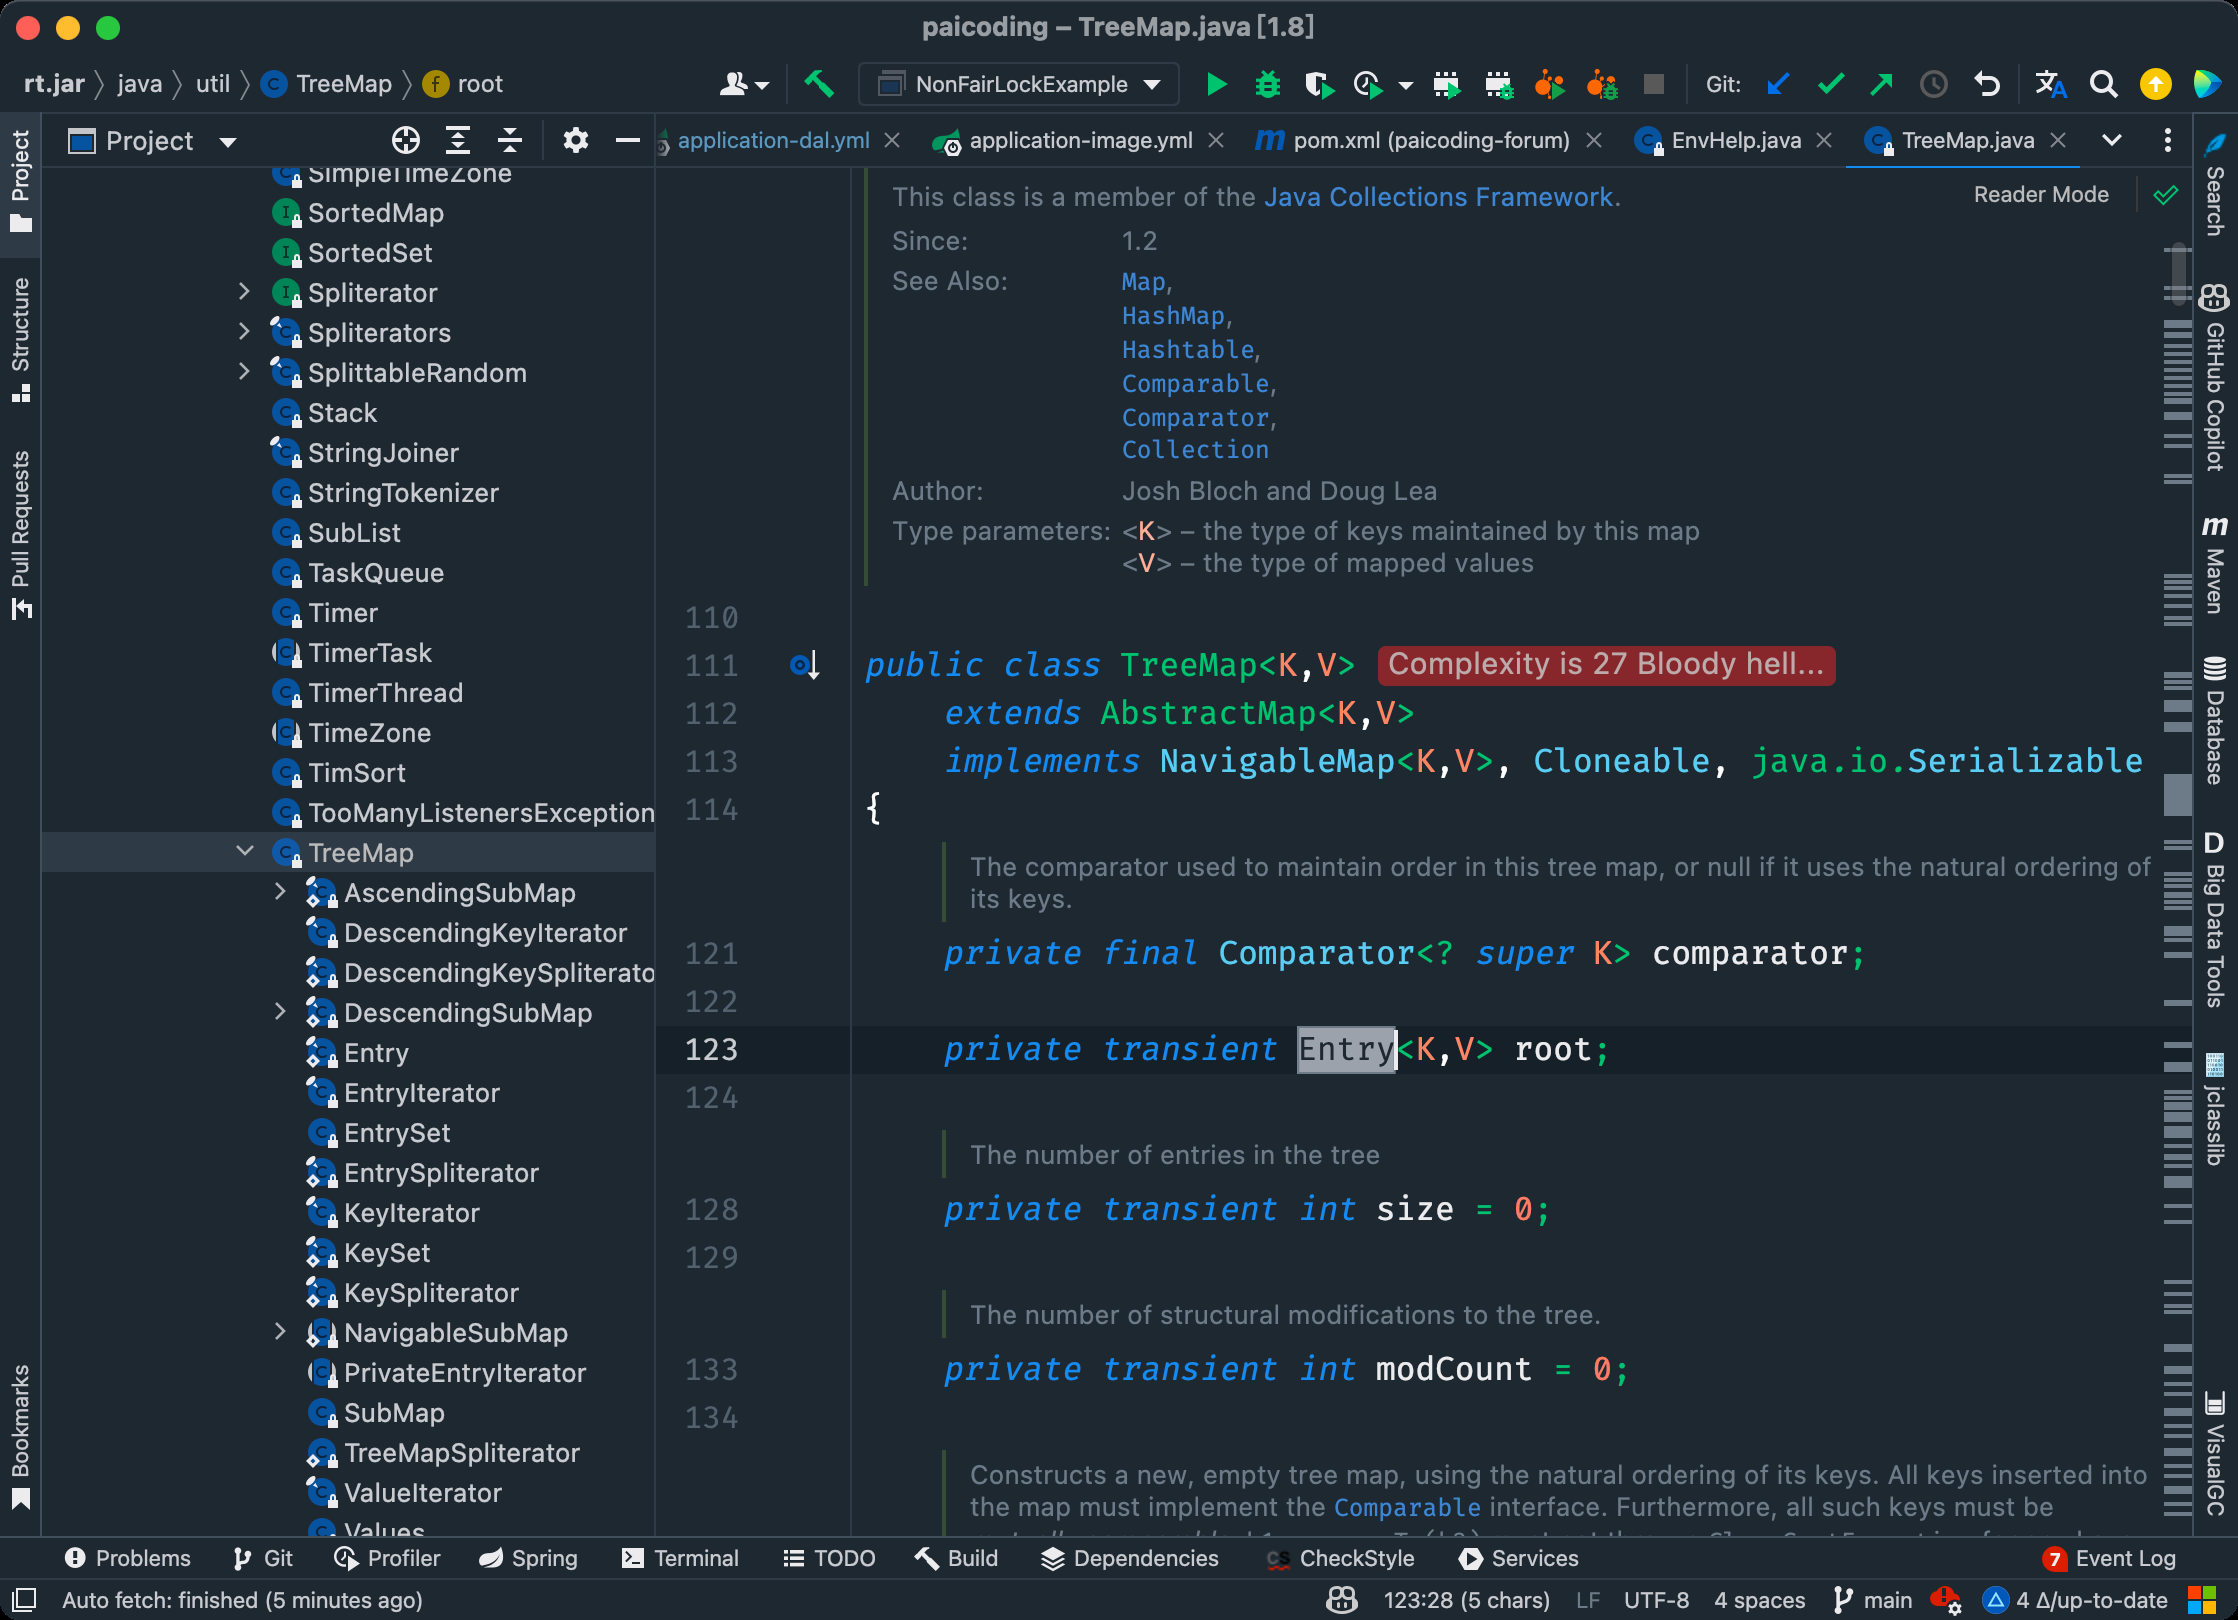 paicoding – TreeMap.java [1.8]
rt.jar java util TreeMap root
NonFairLockExample
Git:
Project
application-dal.yml
application-image.yml
pom.xml (paicoding-forum)
EnvHelp.java
TreeMap.java
Project
Structure
Pull Requests
Bookmarks
SimpleTimeZone
SortedMap
SortedSet
Spliterator
Spliterators
SplittableRandom
Stack
StringJoiner
StringTokenizer
SubList
TaskQueue
Timer
TimerTask
TimerThread
TimeZone
TimSort
TooManyListenersException
TreeMap
AscendingSubMap
DescendingKeyIterator
DescendingKeySpliterato
DescendingSubMap
Entry
EntryIterator
EntrySet
EntrySpliterator
KeyIterator
KeySet
KeySpliterator
NavigableSubMap
PrivateEntryIterator
SubMap
TreeMapSpliterator
ValueIterator
Values
Reader Mode
This class is a member of the Java Collections Framework.
Since: 1.2
See Also: Map,
HashMap,
Hashtable,
Comparable,
Comparator,
Collection
Author: Josh Bloch and Doug Lea
Type parameters: <K> – the type of keys maintained by this map
<V> – the type of mapped values
110
111 public class TreeMap<K,V> Complexity is 27 Bloody hell...
112 extends AbstractMap<K,V>
113 implements NavigableMap<K,V>, Cloneable, java.io.Serializable
114 {
The comparator used to maintain order in this tree map, or null if it uses the natural ordering of
its keys.
121 private final Comparator<? super K> comparator;
122
123 private transient Entry<K,V> root;
124
The number of entries in the tree
128 private transient int size = 0;
129
The number of structural modifications to the tree.
133 private transient int modCount = 0;
134
Constructs a new, empty tree map, using the natural ordering of its keys. All keys inserted into
the map must implement the Comparable interface. Furthermore, all such keys must be
Search
GitHub Copilot
m Maven
Database
D Big Data Tools
jclasslib
VisualGC
Problems Git Profiler Spring Terminal TODO Build Dependencies CheckStyle Services 7 Event Log
Auto fetch: finished (5 minutes ago) 123:28 (5 chars) LF UTF-8 4 spaces main 4 Δ/up-to-date